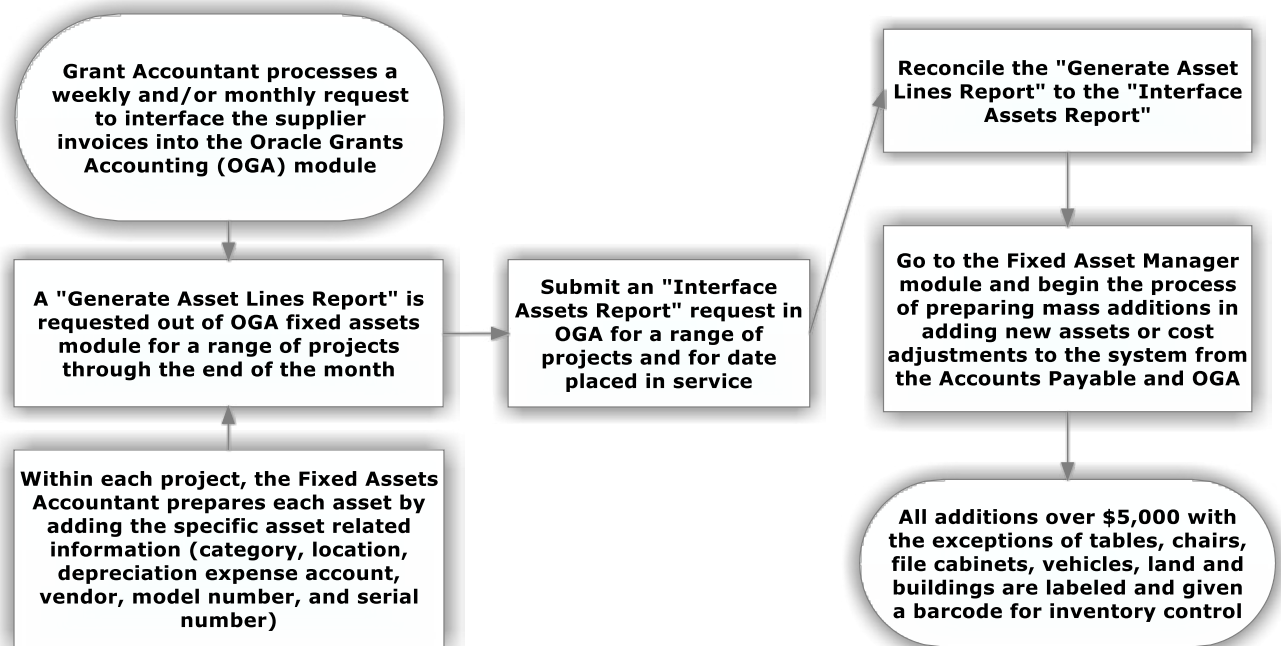 Grant Accountant processes a
weekly and/or monthly request
to interface the supplier
invoices into the Oracle Grants
Accounting (OGA) module
A "Generate Asset Lines Report" is
requested out of OGA fixed assets
module for a range of projects
through the end of the month
Within each project, the Fixed Assets
Accountant prepares each asset by
adding the specific asset related
information (category, location,
depreciation expense account,
vendor, model number, and serial
number)
Submit an "Interface
Assets Report" request in
OGA for a range of
projects and for date
placed in service
Reconcile the "Generate Asset
Lines Report" to the "Interface
Assets Report"
Go to the Fixed Asset Manager
module and begin the process
of preparing mass additions in
adding new assets or cost
adjustments to the system from
the Accounts Payable and OGA
All additions over $5,000 with
the exceptions of tables, chairs,
file cabinets, vehicles, land and
buildings are labeled and given
a barcode for inventory control